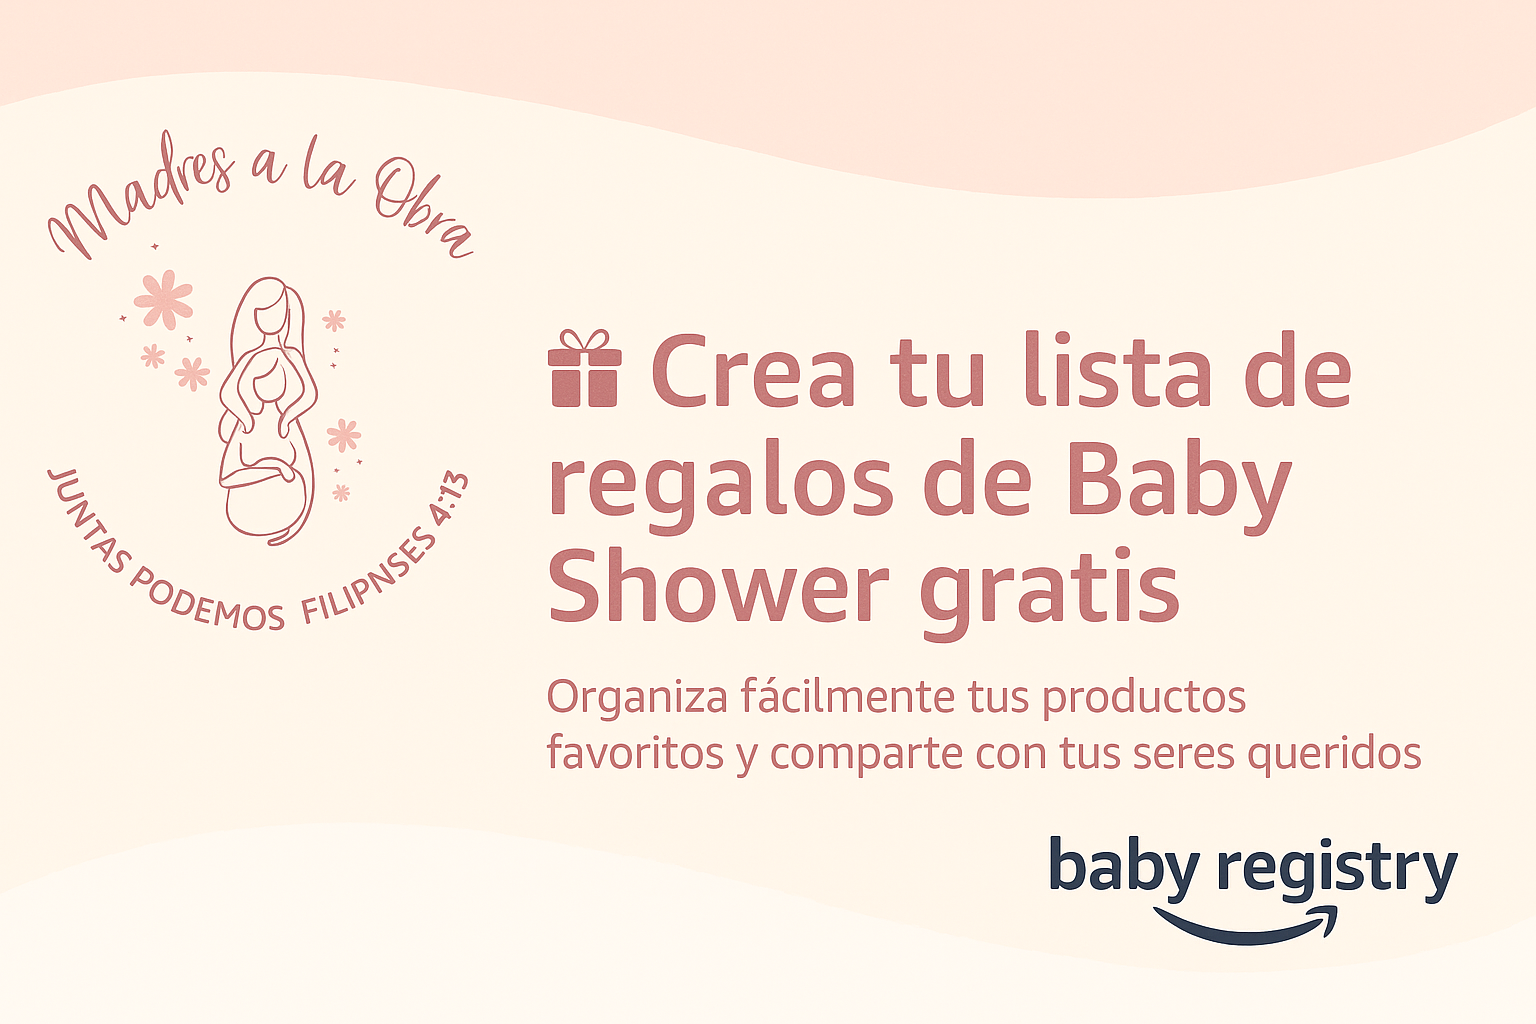 Madres a la Obra
JUNTAS PODEMOS FILIPNSES 4:13
Crea tu lista de
regalos de Baby
Shower gratis
Organiza fácilmente tus productos
favoritos y comparte con tus seres queridos
baby registry